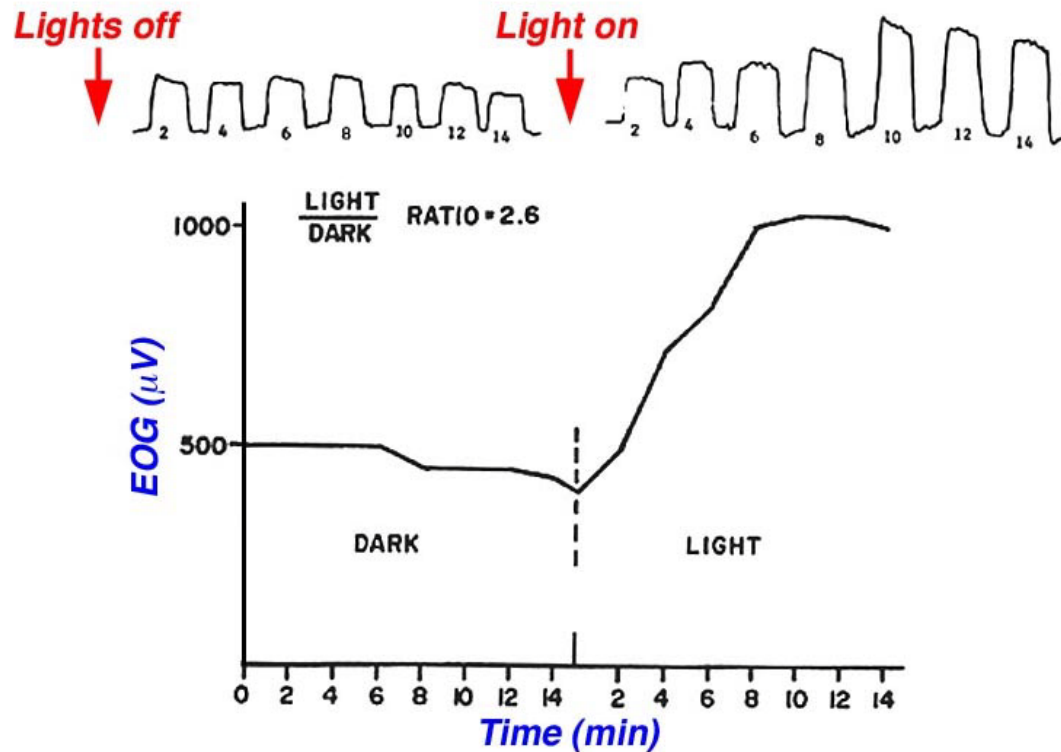 Lights off
Light on
2 4 6 8 10 12 14
2 4 6 8 10 12 14
LIGHT
DARK
RATIO = 2.6
1000
500
EOG (μV)
DARK
LIGHT
0 2 4 6 8 10 12 14 2 4 6 8 10 12 14
Time (min)